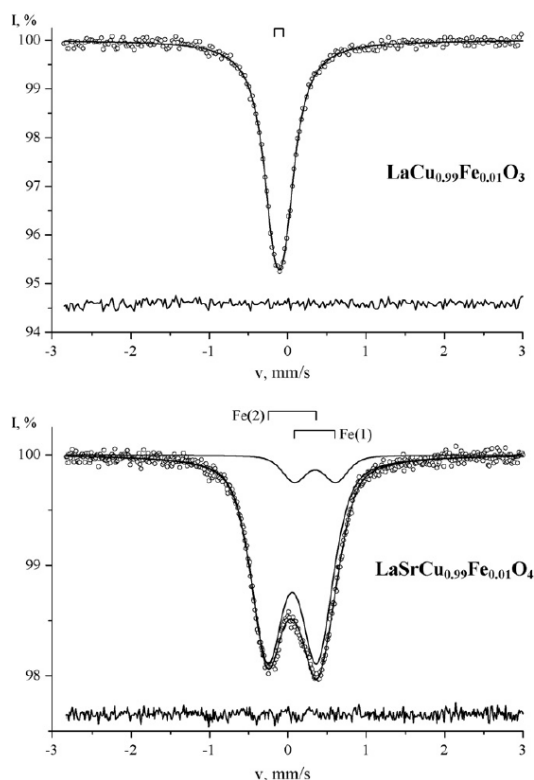 I, %
100
99
98
97
96
95
94
LaCu₀.₉₉Fe₀.₀₁O₃
-3 -2 -1 0 1 2 3
v, mm/s
I, %
Fe(2)
Fe(1)
100
99
98
LaSrCu₀.₉₉Fe₀.₀₁O₄
-3 -2 -1 0 1 2 3
v, mm/s